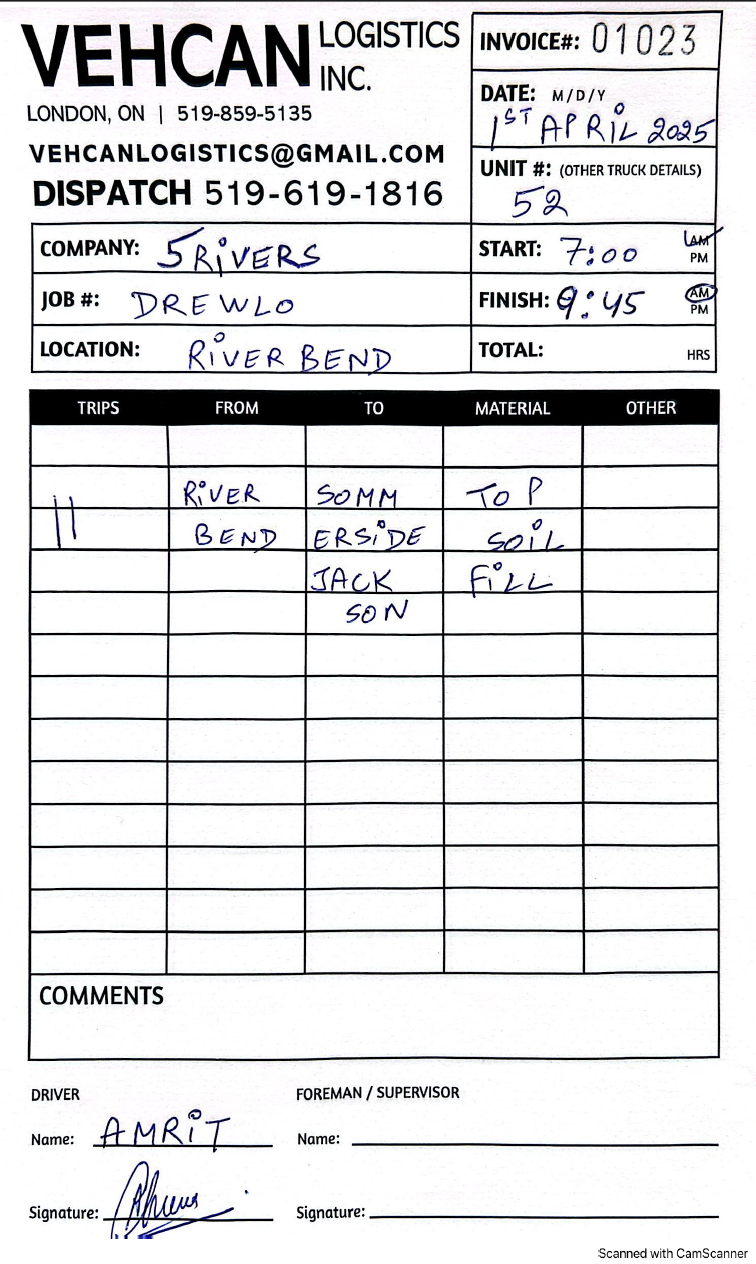 VEHCAN LOGISTICS INC.
LONDON, ON | 519-859-5135
VEHCANLOGISTICS@GMAIL.COM
DISPATCH 519-619-1816
INVOICE#: 01023
DATE: M/D/Y
1ST APRIL 2025
UNIT #: (OTHER TRUCK DETAILS)
52
COMPANY: 5 RiVERS
START: 7:00 AM PM
JOB #: DREWLO
FINISH: 9:45 AM PM
LOCATION: RiVER BEND
TOTAL: HRS
TRIPS FROM TO MATERIAL OTHER
RiVER SOMM TOP
|| BEND ERSiDE SOiL
JACK FiLL
SON
COMMENTS
DRIVER FOREMAN / SUPERVISOR
Name: AMRiT Name:
Signature: Signature:
Scanned with CamScanner